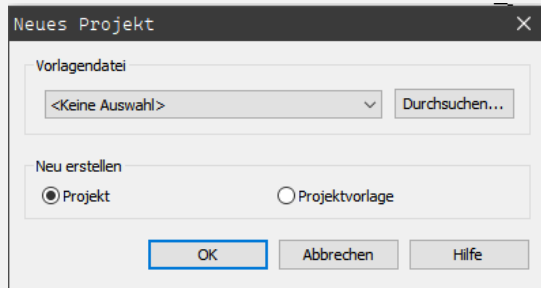 Neues Projekt
Vorlagendatei
<Keine Auswahl>
Durchsuchen...
Neu erstellen
Projekt
Projektvorlage
OK
Abbrechen
Hilfe